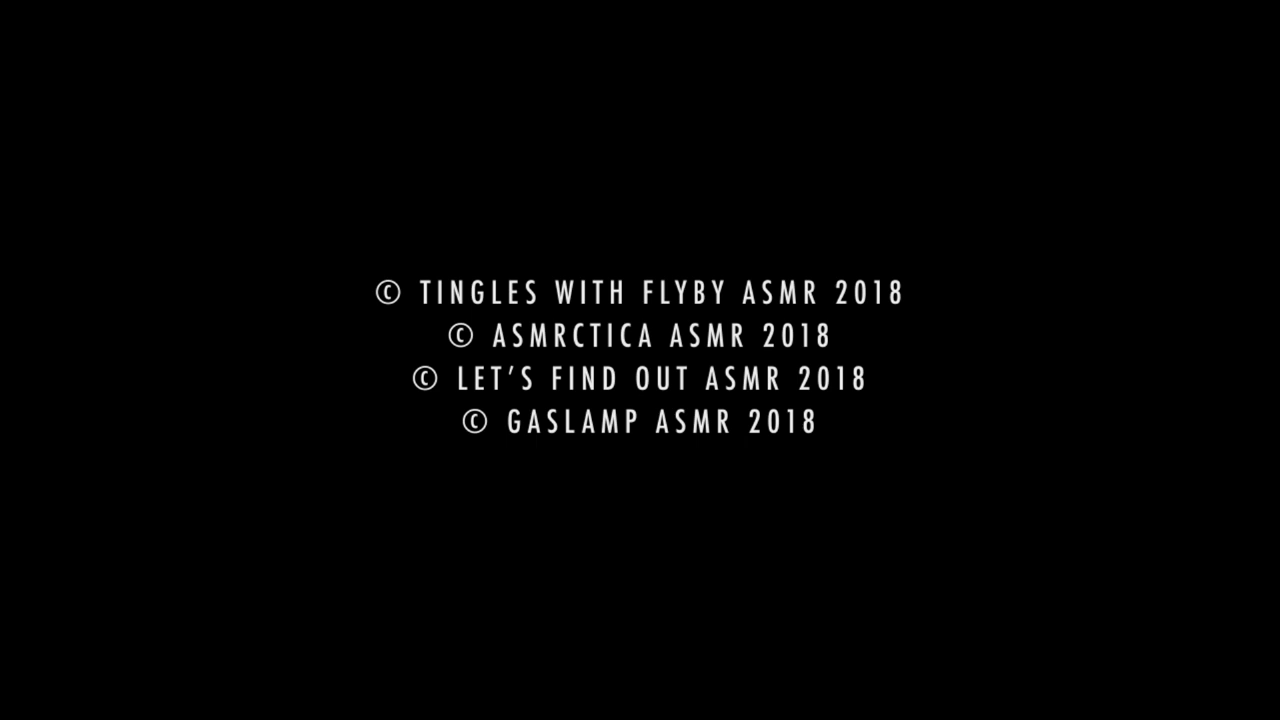 © TINGLES WITH FLYBY ASMR 2018
© ASMRCTICA ASMR 2018
© LET’S FIND OUT ASMR 2018
© GASLAMP ASMR 2018